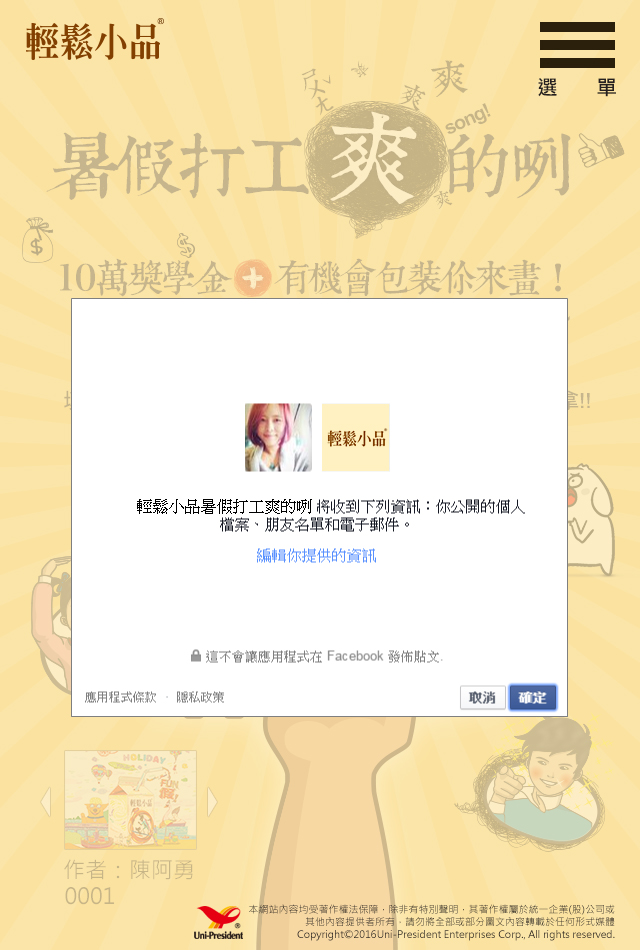 輕鬆小品®
選 單
ㄕㄨㄤˇ 爽 爽
song!
暑假打工爽的咧
爽
10萬獎學金+有機會包裝你來畫！
拿!!
輕鬆小品
輕鬆小品暑假打工爽的咧 將收到下列資訊：你公開的個人
檔案、朋友名單和電子郵件。
編輯你提供的資訊
這不會讓應用程式在 Facebook 發佈貼文.
應用程式條款 · 隱私政策
取消 確定
HOLIDAY
FUN
假!
輕鬆小品
作者：陳阿勇
0001
Uni-President
本網站內容均受著作權法保障，除非有特別聲明，其著作權屬於統一企業(股)公司或
其他內容提供者所有，請勿將全部或部分圖文內容轉載於任何形式媒體
Copyright©2016Uni-President Enterprises Corp., All rights reserved.